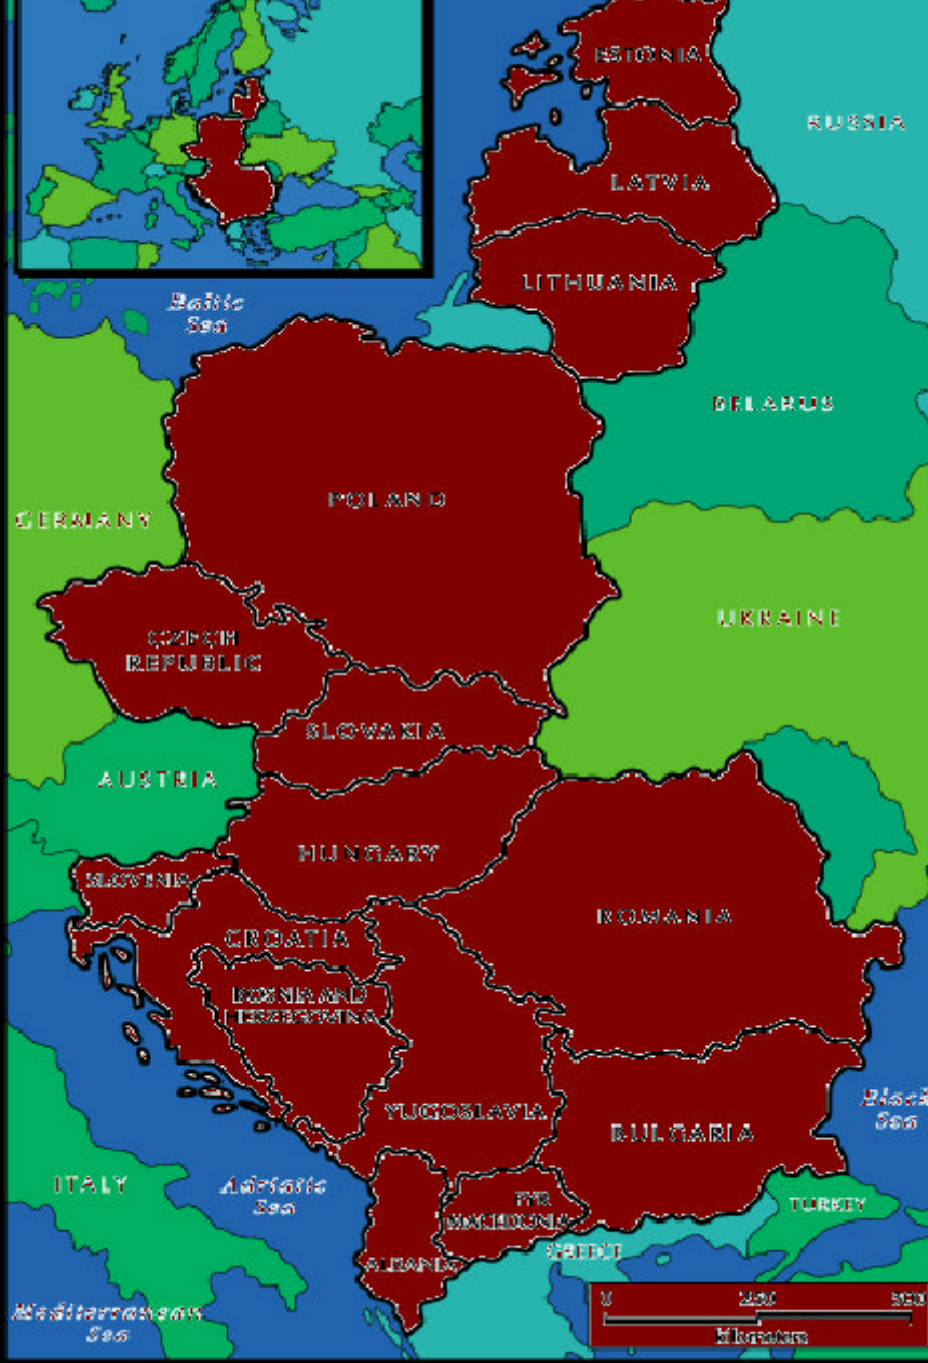 ESTONIA
RUSSIA
LATVIA
LITHUANIA
Baltic
Sea
BELARUS
POLAND
GERMANY
UKRAINE
CZECH
REPUBLIC
SLOVAKIA
AUSTRIA
HUNGARY
SLOVENIA
ROMANIA
CROATIA
BOSNIA AND
HERZEGOVINA
YUGOSLAVIA
Black
Sea
BULGARIA
ITALY
Adriatic
Sea
FYR
MACEDONIA
TURKEY
GREECE
ALBANIA
0 250 500
kilometers
Mediterranean
Sea